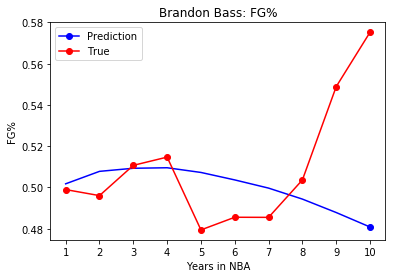 Brandon Bass: FG%
Prediction
True
FG%
0.58
0.56
0.54
0.52
0.50
0.48
1 2 3 4 5 6 7 8 9 10
Years in NBA